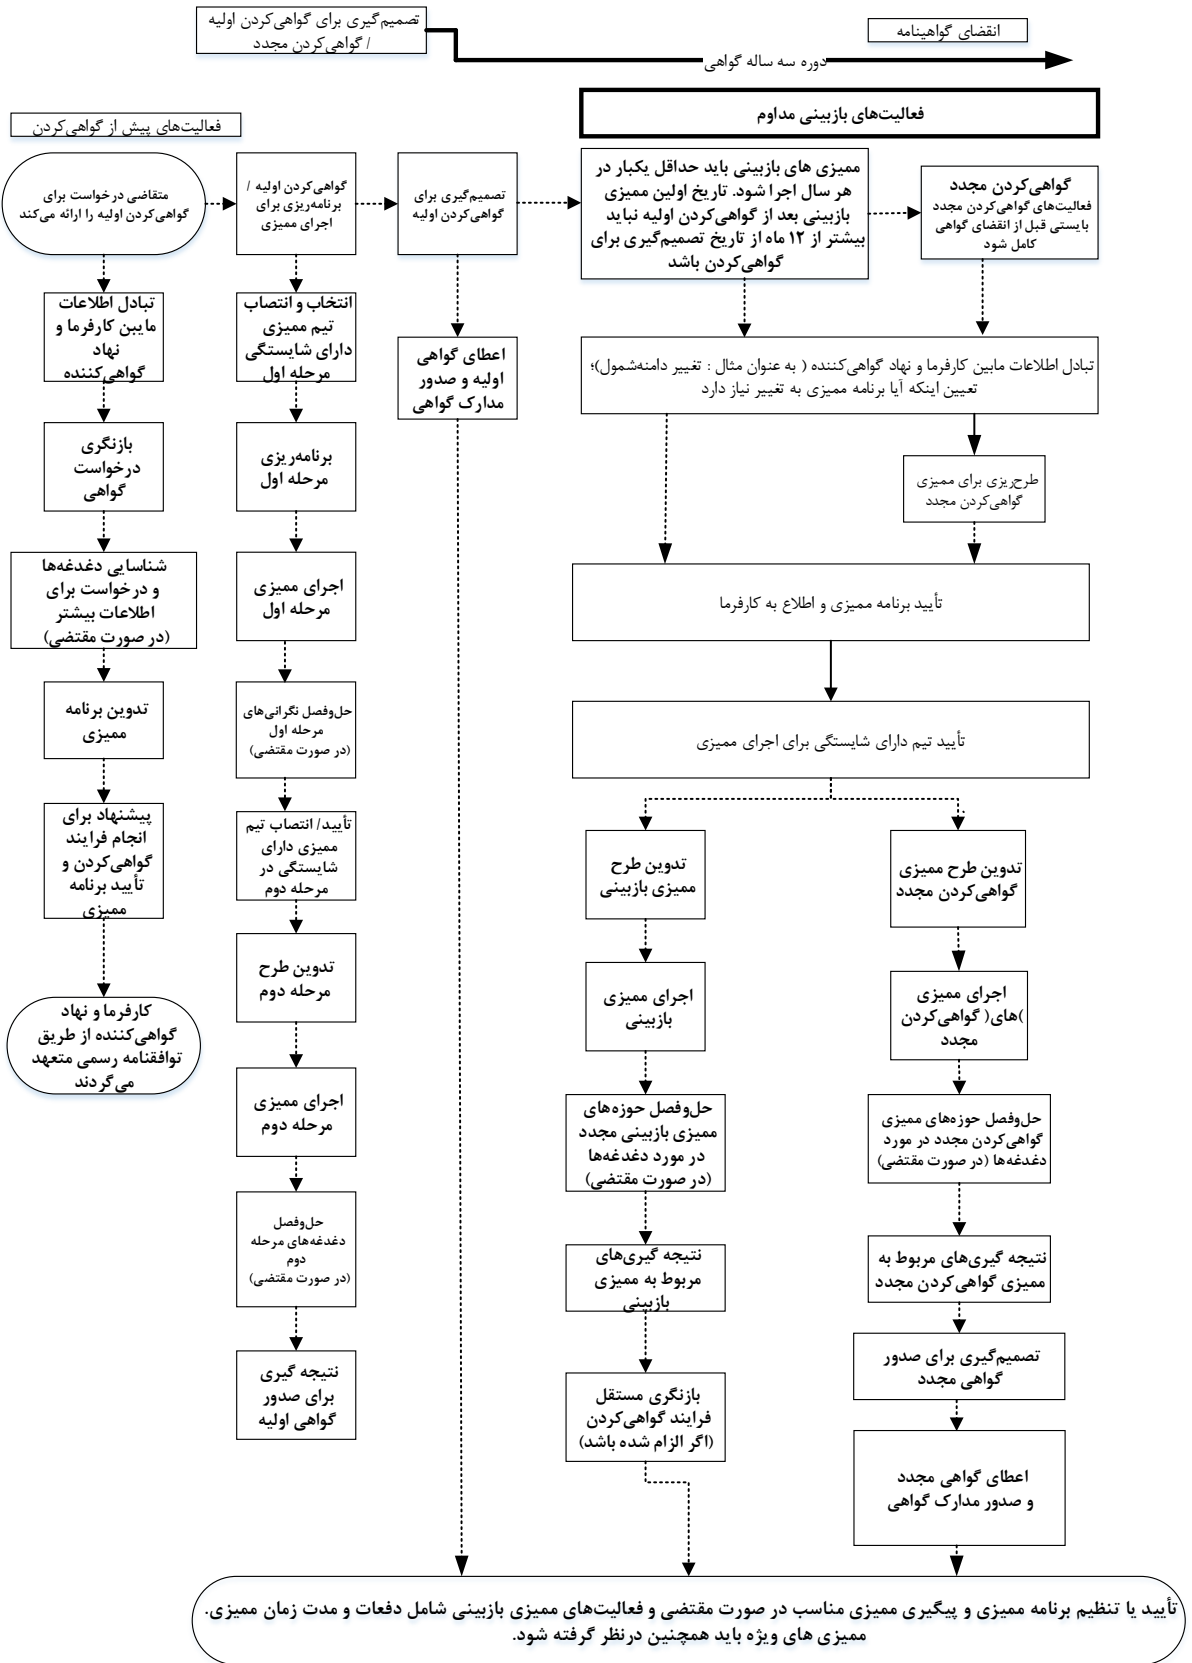 تصمیم‌گیری برای گواهی‌کردن اولیه
/ گواهی‌کردن مجدد
انقضای گواهینامه
دوره سه ساله گواهی
فعالیت‌های بازبینی مداوم
فعالیت‌های پیش از گواهی‌کردن
متقاضی درخواست برای
گواهی‌کردن اولیه را ارائه می‌کند
گواهی‌کردن اولیه /
برنامه‌ریزی برای
اجرای ممیزی
تصمیم‌گیری برای
گواهی‌کردن اولیه
ممیزی های بازبینی باید حداقل یکبار در
هر سال اجرا شود. تاریخ اولین ممیزی
بازبینی بعد از گواهی‌کردن اولیه نباید
بیشتر از ۱۲ ماه از تاریخ تصمیم‌گیری برای
گواهی‌کردن باشد
گواهی‌کردن مجدد
فعالیت‌های گواهی‌کردن مجدد
بایستی قبل از انقضای گواهی
کامل شود
تبادل اطلاعات
مابین کارفرما و
نهاد
گواهی‌کننده
بازنگری
درخواست
گواهی
شناسایی دغدغه‌ها
و درخواست برای
اطلاعات بیشتر
(در صورت مقتضی)
تدوین برنامه
ممیزی
پیشنهاد برای
انجام فرایند
گواهی‌کردن و
تأیید برنامه
ممیزی
کارفرما و نهاد
گواهی‌کننده از طریق
توافقنامه رسمی متعهد
می‌گردند
انتخاب و انتصاب
تیم ممیزی
دارای شایستگی
مرحله اول
برنامه‌ریزی
مرحله اول
اجرای ممیزی
مرحله اول
حل‌وفصل نگرانی‌های
مرحله اول
(در صورت مقتضی)
تأیید/ انتصاب تیم
ممیزی دارای
شایستگی در
مرحله دوم
تدوین طرح
مرحله دوم
اجرای ممیزی
مرحله دوم
حل‌وفصل
دغدغه‌های مرحله
دوم
(در صورت مقتضی)
نتیجه گیری
برای صدور
گواهی اولیه
اعطای گواهی
اولیه و صدور
مدارک گواهی
تبادل اطلاعات مابین کارفرما و نهاد گواهی‌کننده ( به عنوان مثال : تغییر دامنه‌شمول)؛
تعیین اینکه آیا برنامه ممیزی به تغییر نیاز دارد
طرح‌ریزی برای ممیزی
گواهی‌کردن مجدد
تأیید برنامه ممیزی و اطلاع به کارفرما
تأیید تیم دارای شایستگی برای اجرای ممیزی
تدوین طرح
ممیزی بازبینی
اجرای ممیزی
بازبینی
حل‌وفصل حوزه‌های
ممیزی بازبینی مجدد
در مورد دغدغه‌ها
(در صورت مقتضی)
نتیجه گیری‌های
مربوط به ممیزی
بازبینی
بازنگری مستقل
فرایند گواهی‌کردن
(اگر الزام شده باشد)
تدوین طرح ممیزی
گواهی‌کردن مجدد
اجرای ممیزی
)های( گواهی‌کردن
مجدد
حل‌وفصل حوزه‌های ممیزی
گواهی‌کردن مجدد در مورد
دغدغه‌ها (در صورت مقتضی)
نتیجه گیری‌های مربوط به
ممیزی گواهی‌کردن مجدد
تصمیم‌گیری برای صدور
گواهی مجدد
اعطای گواهی مجدد
و صدور مدارک گواهی
تأیید یا تنظیم برنامه ممیزی و پیگیری ممیزی مناسب در صورت مقتضی و فعالیت‌های ممیزی بازبینی شامل دفعات و مدت زمان ممیزی.
ممیزی های ویژه باید همچنین درنظر گرفته شود.